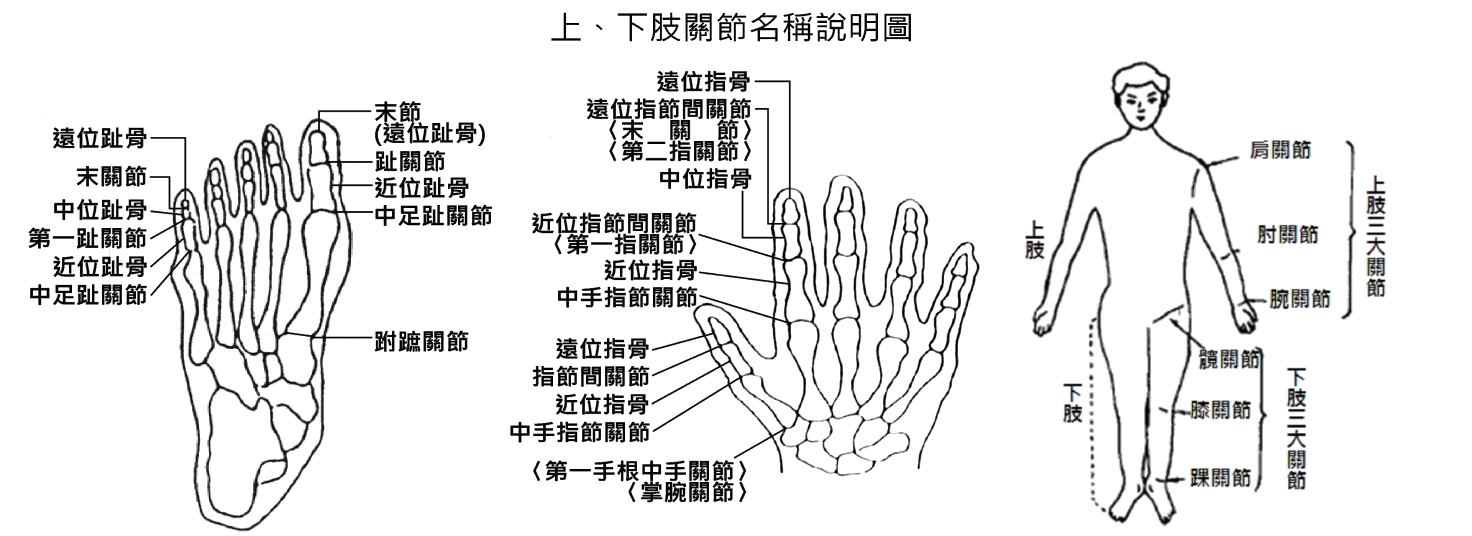 上、下肢關節名稱說明圖
遠位趾骨
末關節
中位趾骨
第一趾關節
近位趾骨
中足趾關節
末節
(遠位趾骨)
趾關節
近位趾骨
中足趾關節
跗蹠關節
遠位指骨
遠位指節間關節
〈末 關 節〉
〈第二指關節〉
中位指骨
近位指節間關節
〈第一指關節〉
近位指骨
中手指節關節
遠位指骨
指節間關節
近位指骨
中手指節關節
〈第一手根中手關節〉
〈掌腕關節〉
上肢
下肢
肩關節
肘關節
腕關節
上肢三大關節
髖關節
膝關節
踝關節
下肢三大關節